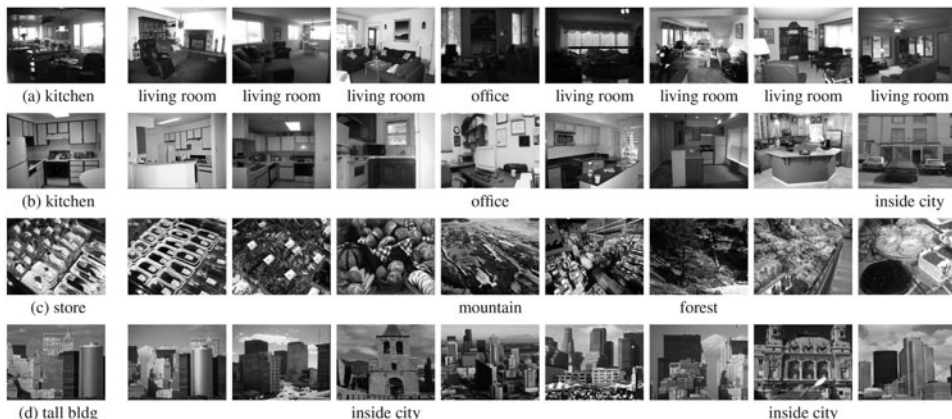 (a) kitchen living room living room living room office living room living room living room living room
(b) kitchen office inside city
(c) store mountain forest
(d) tall bldg inside city inside city